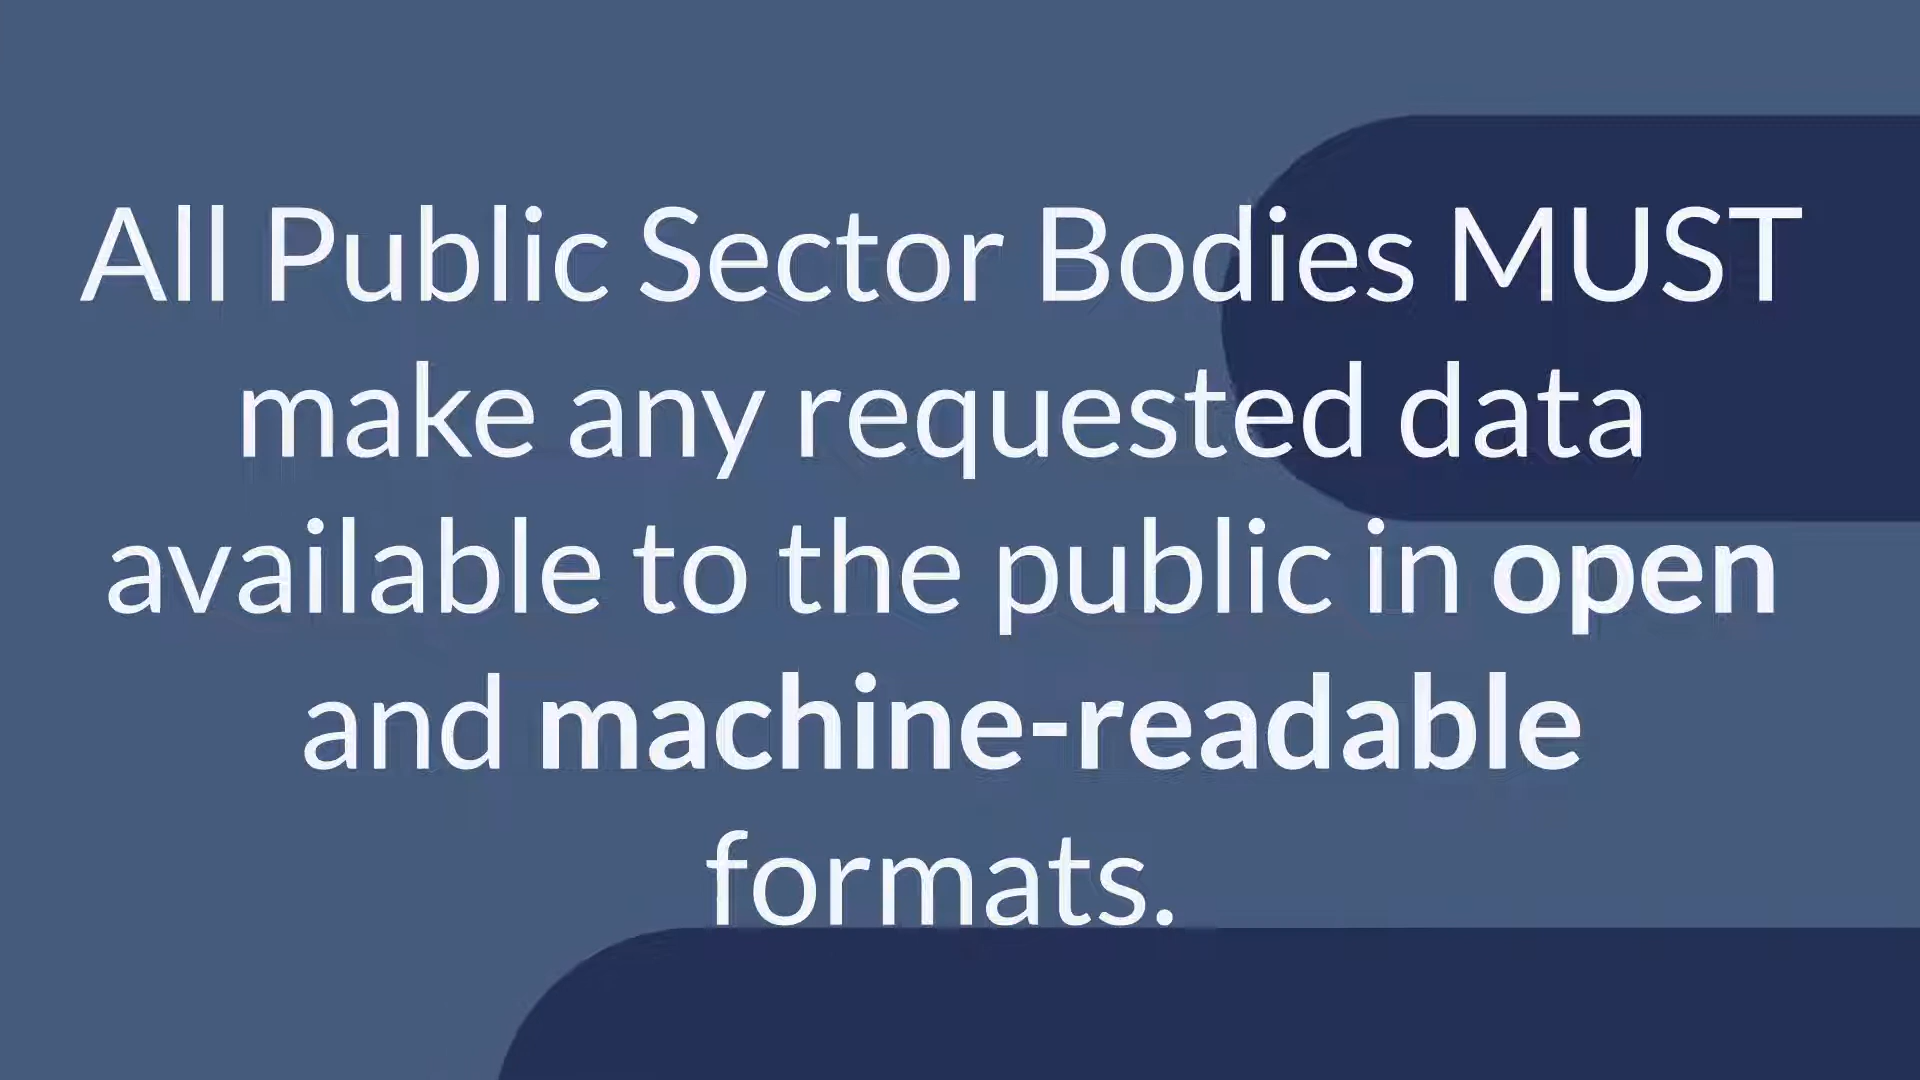 All Public Sector Bodies MUST
make any requested data
available to the public in open
and machine-readable
formats.